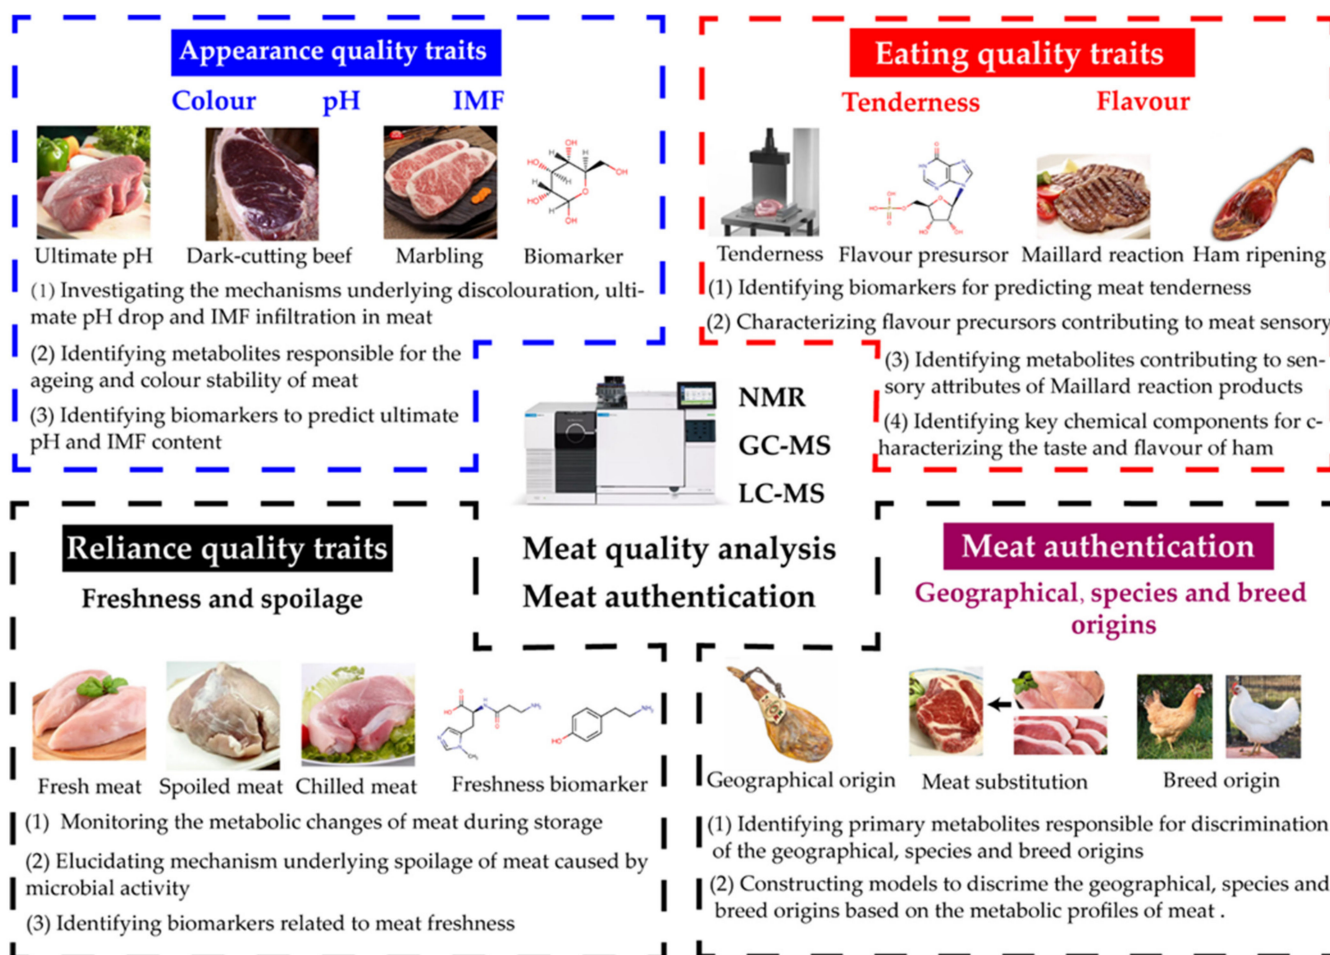 Appearance quality traits
Colour pH IMF
Ultimate pH Dark-cutting beef Marbling Biomarker
(1) Investigating the mechanisms underlying discolouration, ulti-
mate pH drop and IMF infiltration in meat
(2) Identifying metabolites responsible for the
ageing and colour stability of meat
(3) Identifying biomarkers to predict ultimate
pH and IMF content
Eating quality traits
Tenderness Flavour
Tenderness Flavour presursor Maillard reaction Ham ripening
(1) Identifying biomarkers for predicting meat tenderness
(2) Characterizing flavour precursors contributing to meat sensory
(3) Identifying metabolites contributing to sen-
sory attributes of Maillard reaction products
(4) Identifying key chemical components for c-
haracterizing the taste and flavour of ham
NMR
GC-MS
LC-MS
Meat quality analysis
Meat authentication
Reliance quality traits
Freshness and spoilage
Fresh meat Spoiled meat Chilled meat Freshness biomarker
(1) Monitoring the metabolic changes of meat during storage
(2) Elucidating mechanism underlying spoilage of meat caused by
microbial activity
(3) Identifying biomarkers related to meat freshness
Meat authentication
Geographical, species and breed
origins
Geographical origin Meat substitution Breed origin
(1) Identifying primary metabolites responsible for discrimination
of the geographical, species and breed origins
(2) Constructing models to discrime the geographical, species and
breed origins based on the metabolic profiles of meat .